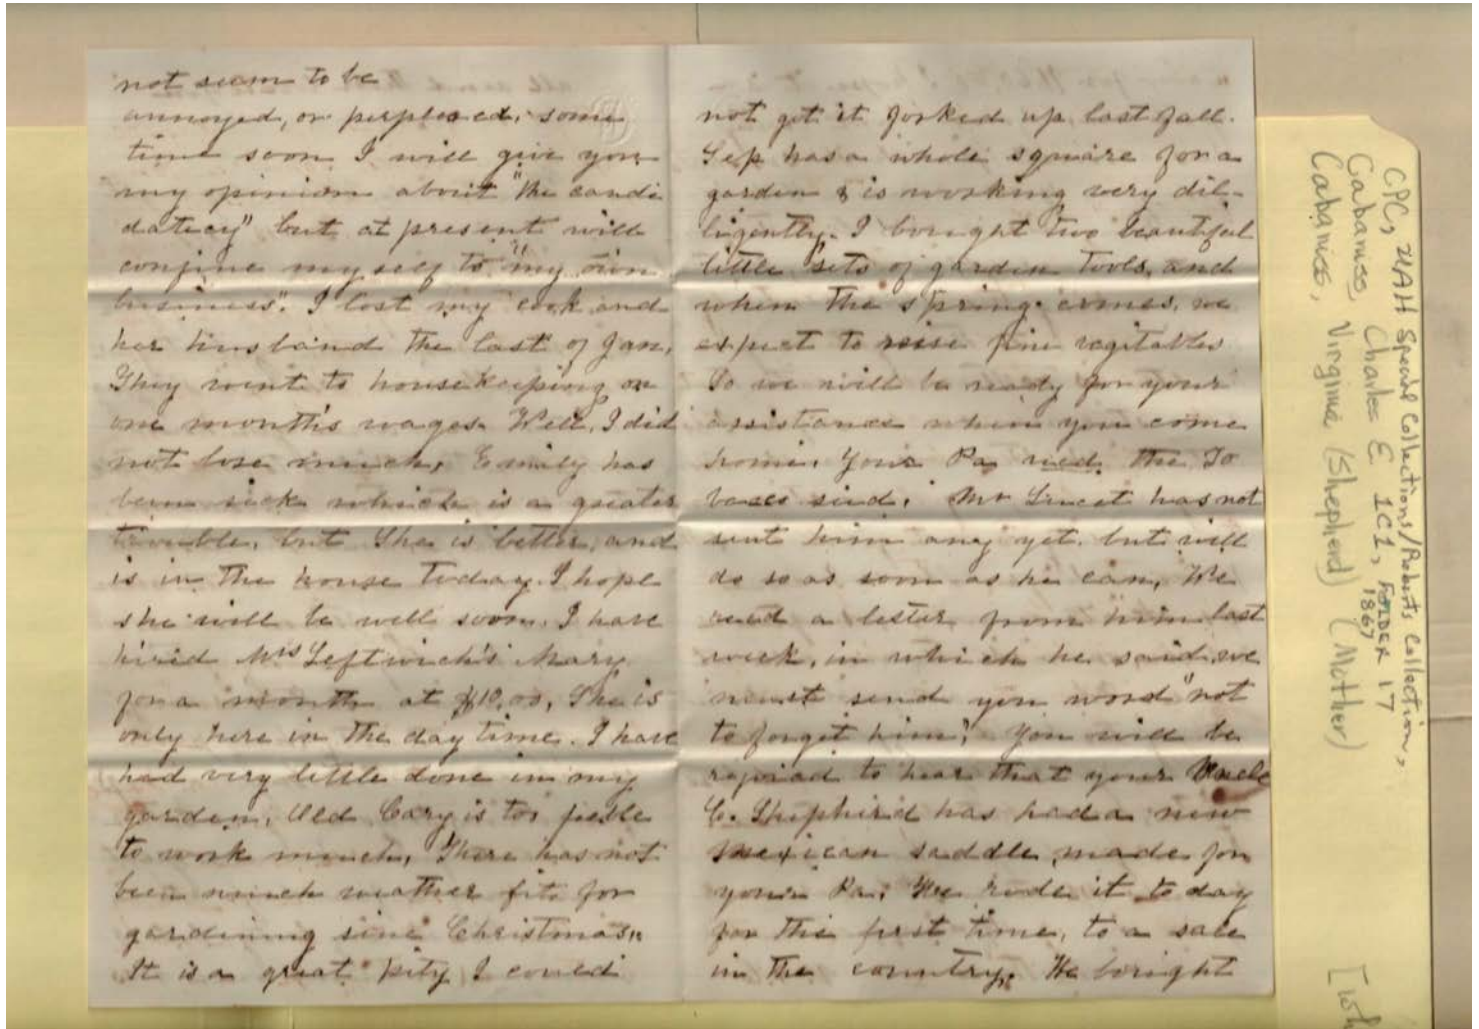 not seem to be
annoyed, or perplexed, some
time soon I will give you
my opinion about "the candi
datecy" but at present will
confine myself to "my own
business". I lost my cook and
her husband the last of Jan,
They went to housekeeping on
one month's wages. Well, I did
not lose much, Emily has
been sick which is a greater
trouble, but she is better, and
is in the house today. I hope
she will be well soon. I have
hired Mrs Leftwich's Mary
for a month at $10.00, She is
only here in the day time. I have
had very little done in my
garden, Old Cary is too feeble
to work much, There has not
been much weather fit for
gardining sine Christmas..
It is a great pity I could
not get it forked up last fall.
Sep has a whole square for a
garden & is working very dil-
ligently. I bought two beautiful
little sets of garden tools, and
when the spring comes, we
expect to reise fine vegitables
So we will be ready for your
assistance when you come
home. Your Pa recd. the To
bacco seed. Mr has not
sent him any yet. but will
do so as soon as he can, We
recd a letter from him last
week, in which he said, we
must send you word "not
to forget him", You will be
to hear that your Uncle
C. Shepherd has had a new
mexican saddle made for
your Pa. He rode it to day
for the first time, to a sale
in the country. He bought
CPC, UAH Special Collections/Roberts Collection,
Cabaniss, Charles E. 1C1, FOLDER 17
1867
Cabaniss, Virginie (Shepherd) (Mother)